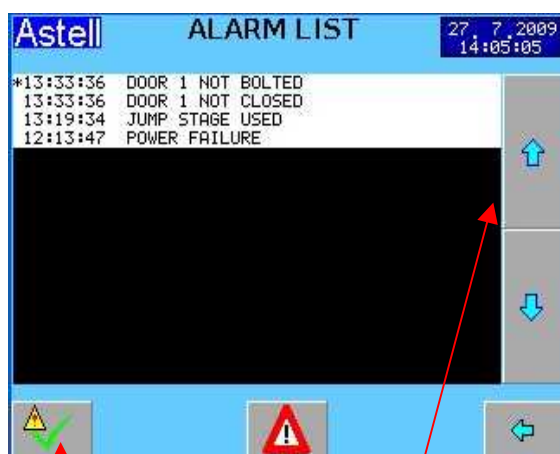 Astell
ALARM LIST
27. 7.2009
14:05:05
*13:33:36 DOOR 1 NOT BOLTED
13:33:36 DOOR 1 NOT CLOSED
13:19:34 JUMP STAGE USED
12:13:47 POWER FAILURE